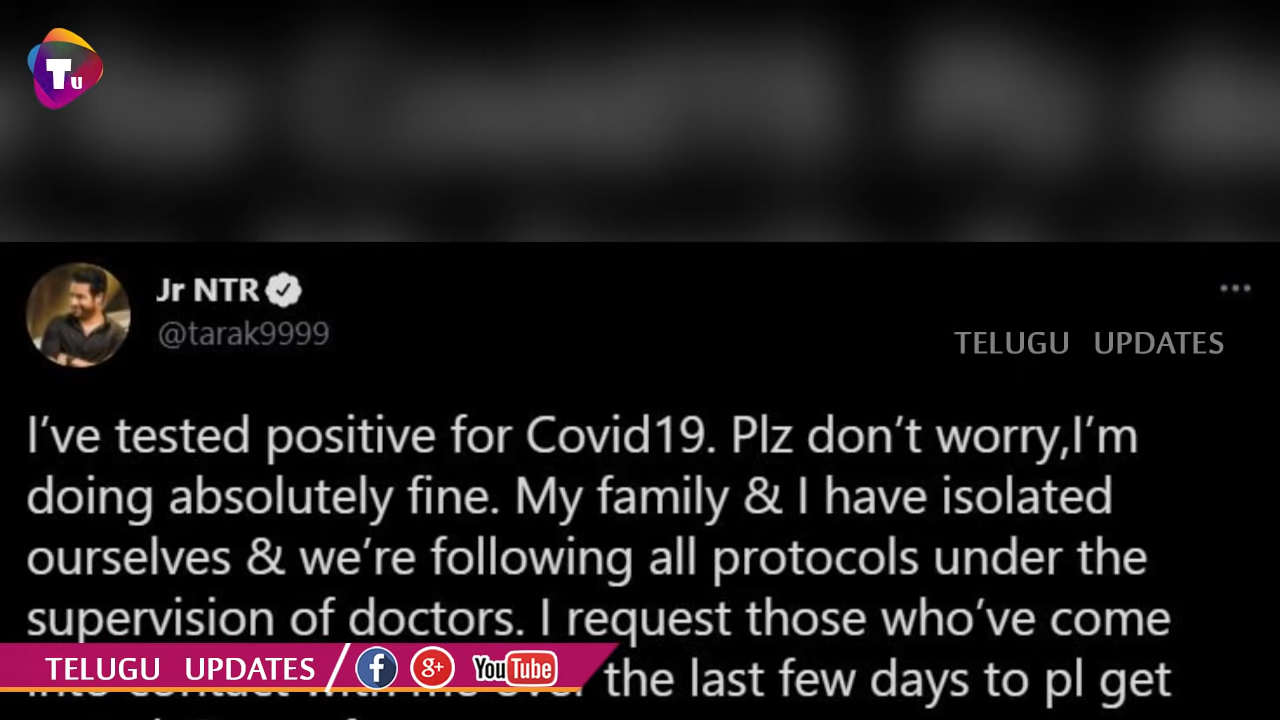 Tu
Jr NTR
@tarak9999
TELUGU UPDATES
I've tested positive for Covid19. Plz don't worry,I'm
doing absolutely fine. My family & I have isolated
ourselves & we're following all protocols under the
supervision of doctors. I request those who've come
the last few days to pl get
TELUGU UPDATES / f g+ YouTube